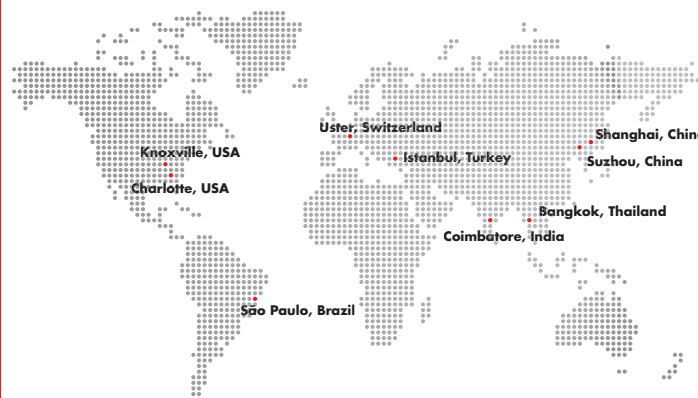 Uster, Switzerland
Shanghai, Chin
Knoxville, USA
Istanbul, Turkey
Suzhou, China
Charlotte, USA
Bangkok, Thailand
Coimbatore, India
São Paulo, Brazil